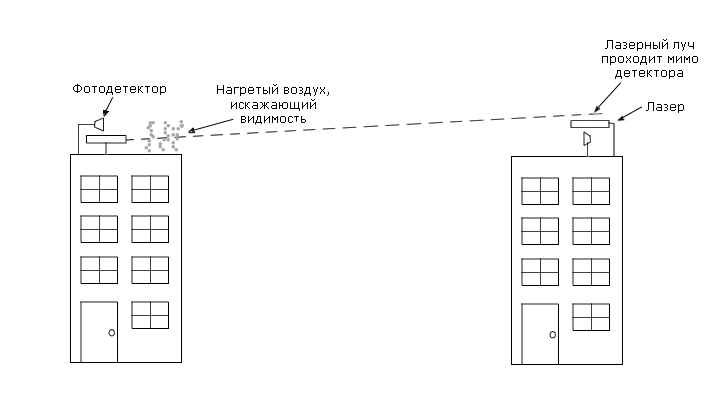 Лазерный луч
проходит мимо
детектора
Фотодетектор
Нагретый воздух,
искажающий
видимость
Лазер